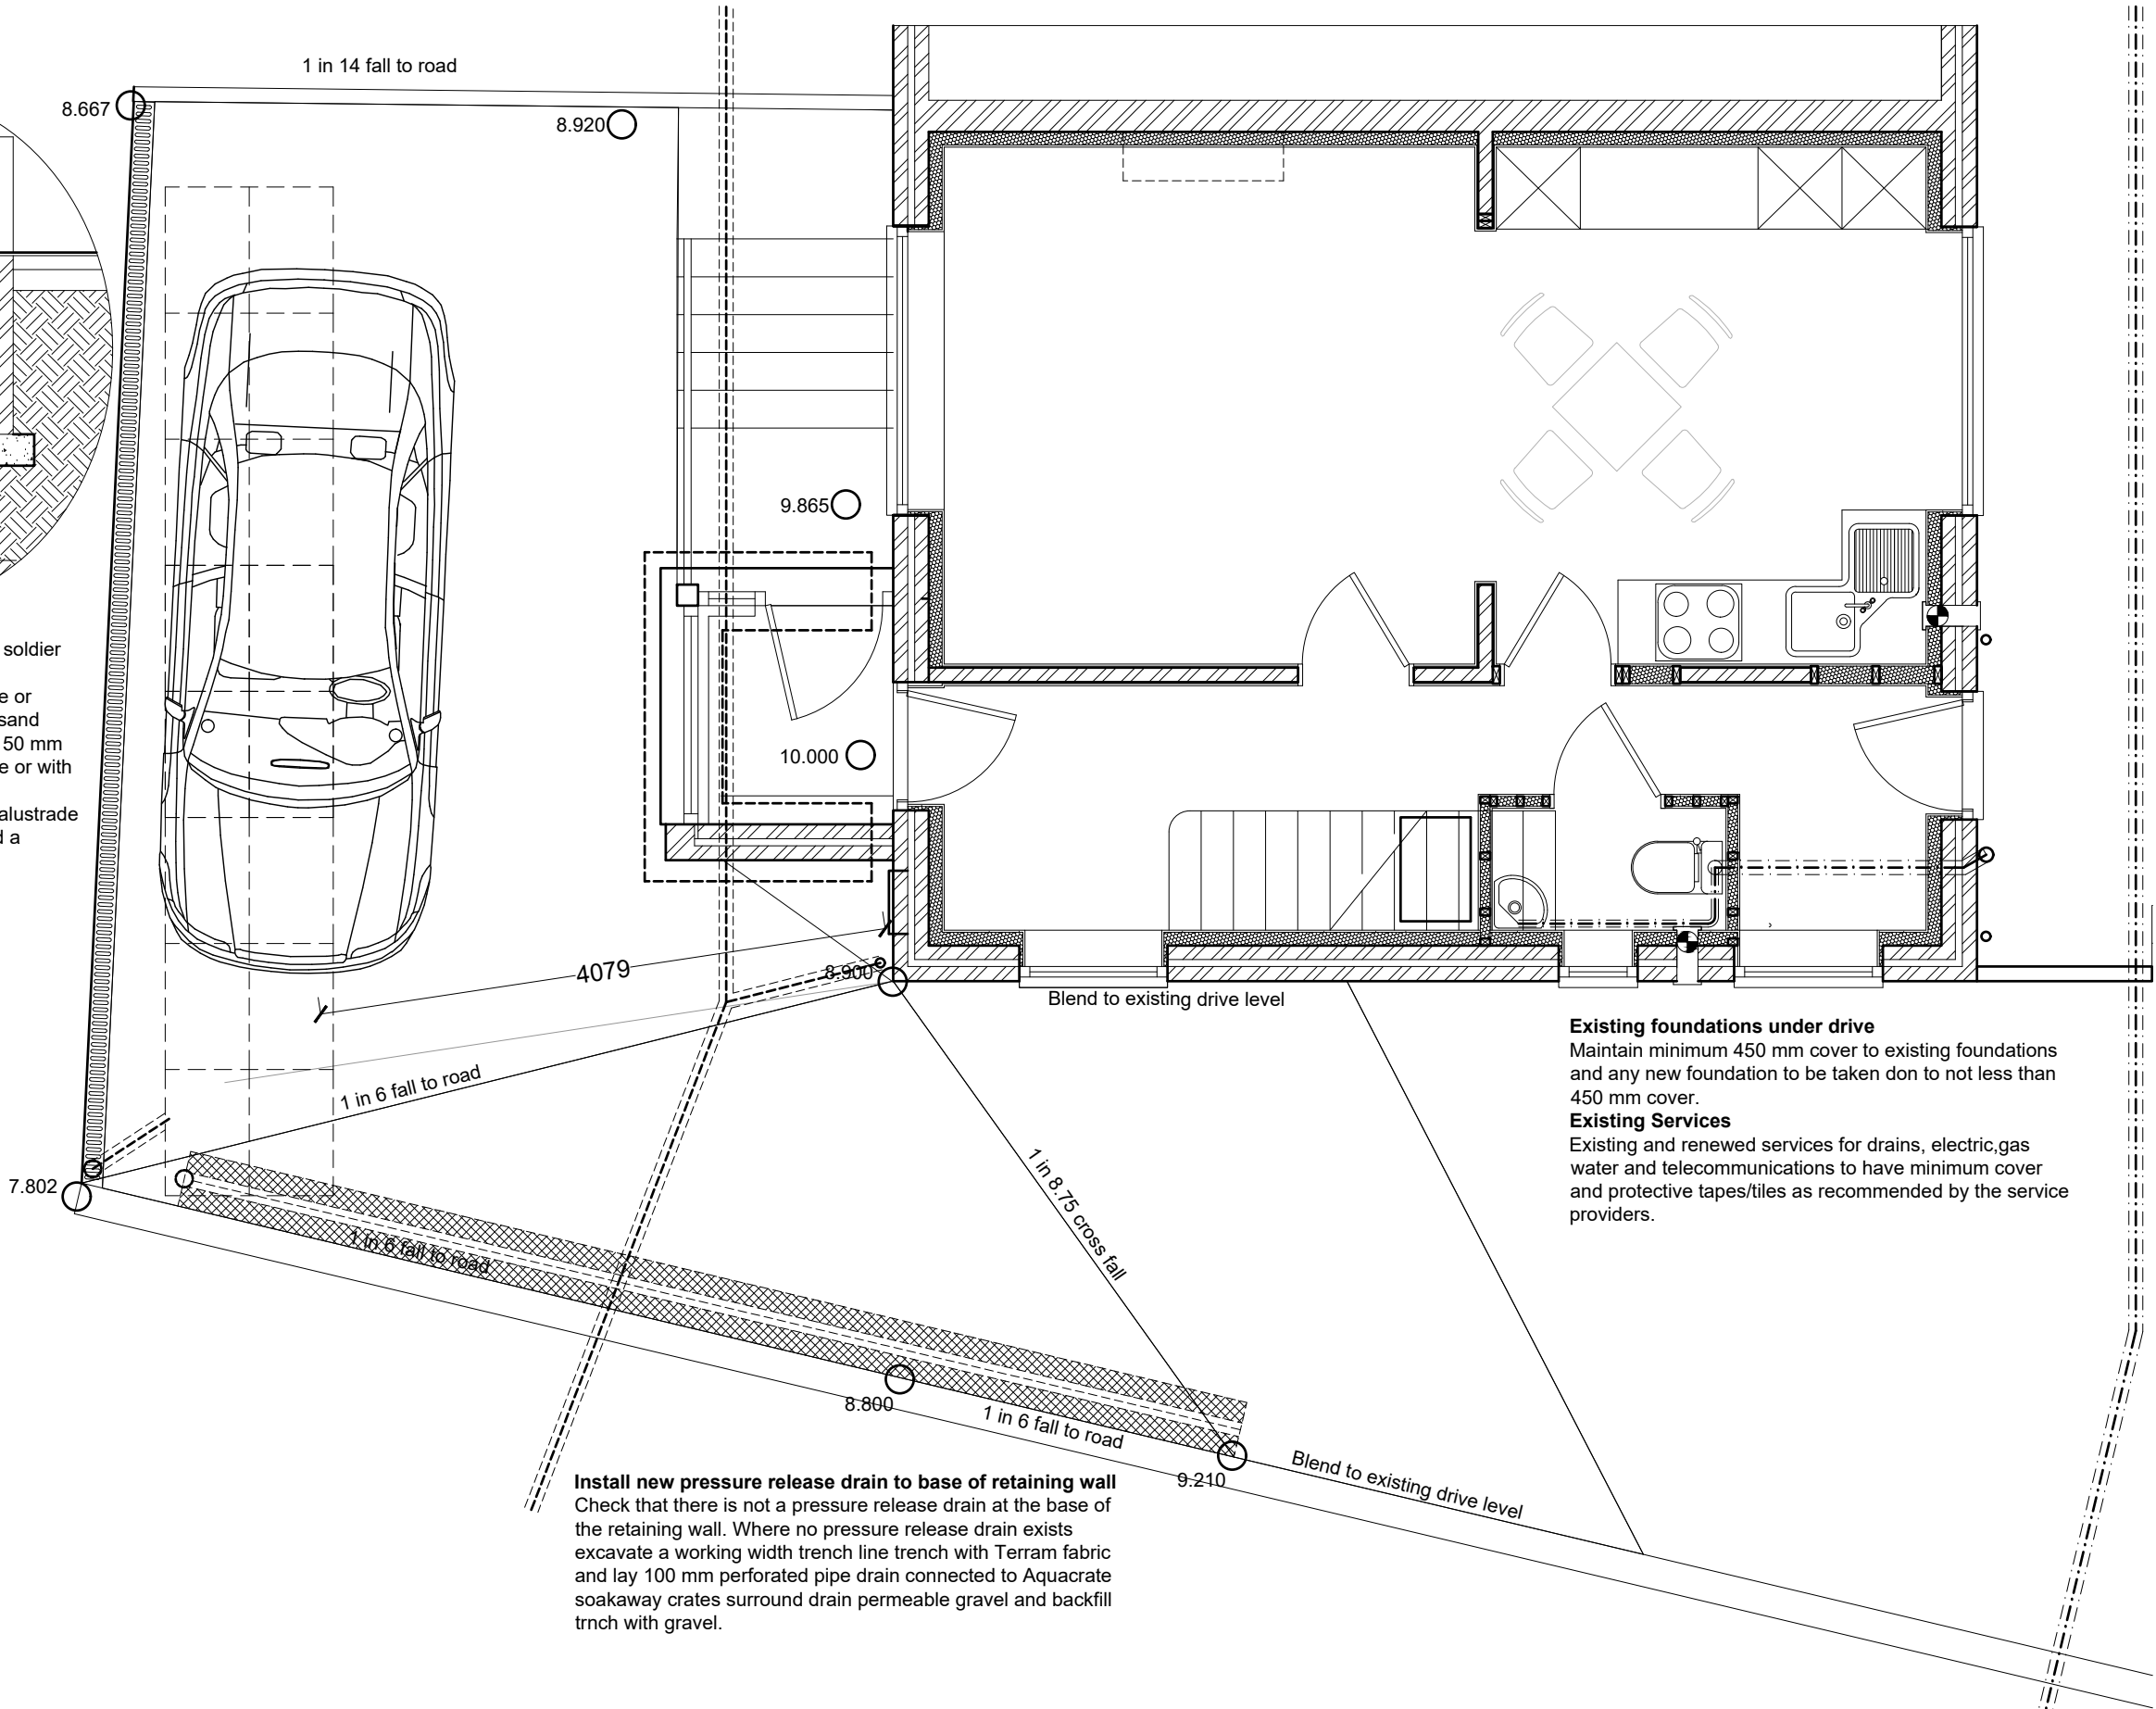 1 in 14 fall to road
8.667
8.920
9.865
soldier
e or
sand
50 mm
e or with
alustrade
d a
10.000
4079
8.900
Blend to existing drive level
1 in 6 fall to road
7.802
1 in 6 fall to road
1 in 8.75 cross fall
8.800
1 in 6 fall to road
9.210
Blend to existing drive level
Existing foundations under drive
Maintain minimum 450 mm cover to existing foundations
and any new foundation to be taken don to not less than
450 mm cover.
Existing Services
Existing and renewed services for drains, electric,gas
water and telecommunications to have minimum cover
and protective tapes/tiles as recommended by the service
providers.
Install new pressure release drain to base of retaining wall
Check that there is not a pressure release drain at the base of
the retaining wall. Where no pressure release drain exists
excavate a working width trench line trench with Terram fabric
and lay 100 mm perforated pipe drain connected to Aquacrate
soakaway crates surround drain permeable gravel and backfill
trnch with gravel.